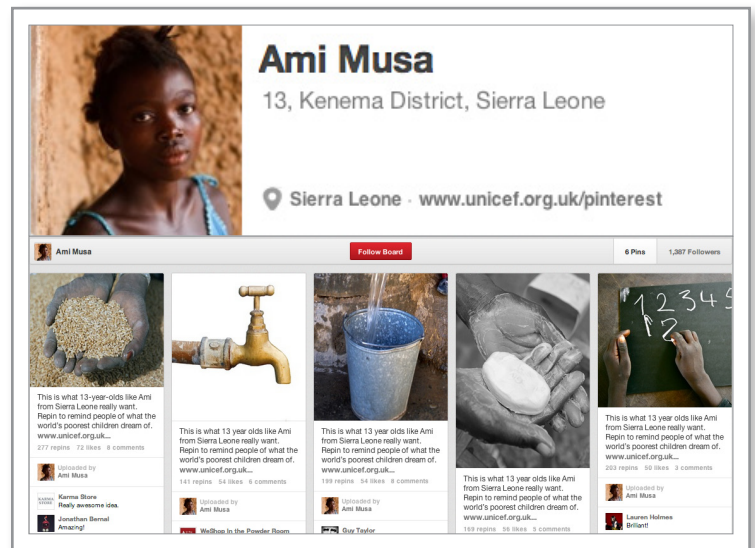 Ami Musa
13, Kenema District, Sierra Leone
Sierra Leone · www.unicef.org.uk/pinterest
Ami Musa
Follow Board
6 Pins
1,387 Followers
This is what 13-year-olds like Ami
from Sierra Leone really want.
Repin to remind people of what the
world's poorest children dream of.
www.unicef.org.uk...
277 repins 72 likes 8 comments
Uploaded by
Ami Musa
KARMA
STORE
Karma Store
Really awesome idea.
Jonathan Bernal
Amazing!
This is what 13 year olds like Ami
from Sierra Leone really want.
Repin to remind people of what the
world's poorest children dream of.
www.unicef.org.uk...
141 repins 54 likes 6 comments
Uploaded by
Ami Musa
WeShop In the Powder Room
This is what 13 year olds like Ami
from Sierra Leone really want.
Repin to remind people of what the
world's poorest children dream of.
www.unicef.org.uk...
199 repins 54 likes 8 comments
Uploaded by
Ami Musa
Guy Taylor
This is what 13 year olds like Ami
from Sierra Leone really want.
Repin to remind people of what the
world's poorest children dream of.
www.unicef.org.uk...
169 repins 56 likes 5 comments
1 2 3 4 5
1 2
This is what 13 year olds like Ami
from Sierra Leone really want.
Repin to remind people of what the
world's poorest children dream of.
www.unicef.org.uk...
203 repins 50 likes 3 comments
Uploaded by
Ami Musa
Lauren Holmes
Brilliant!